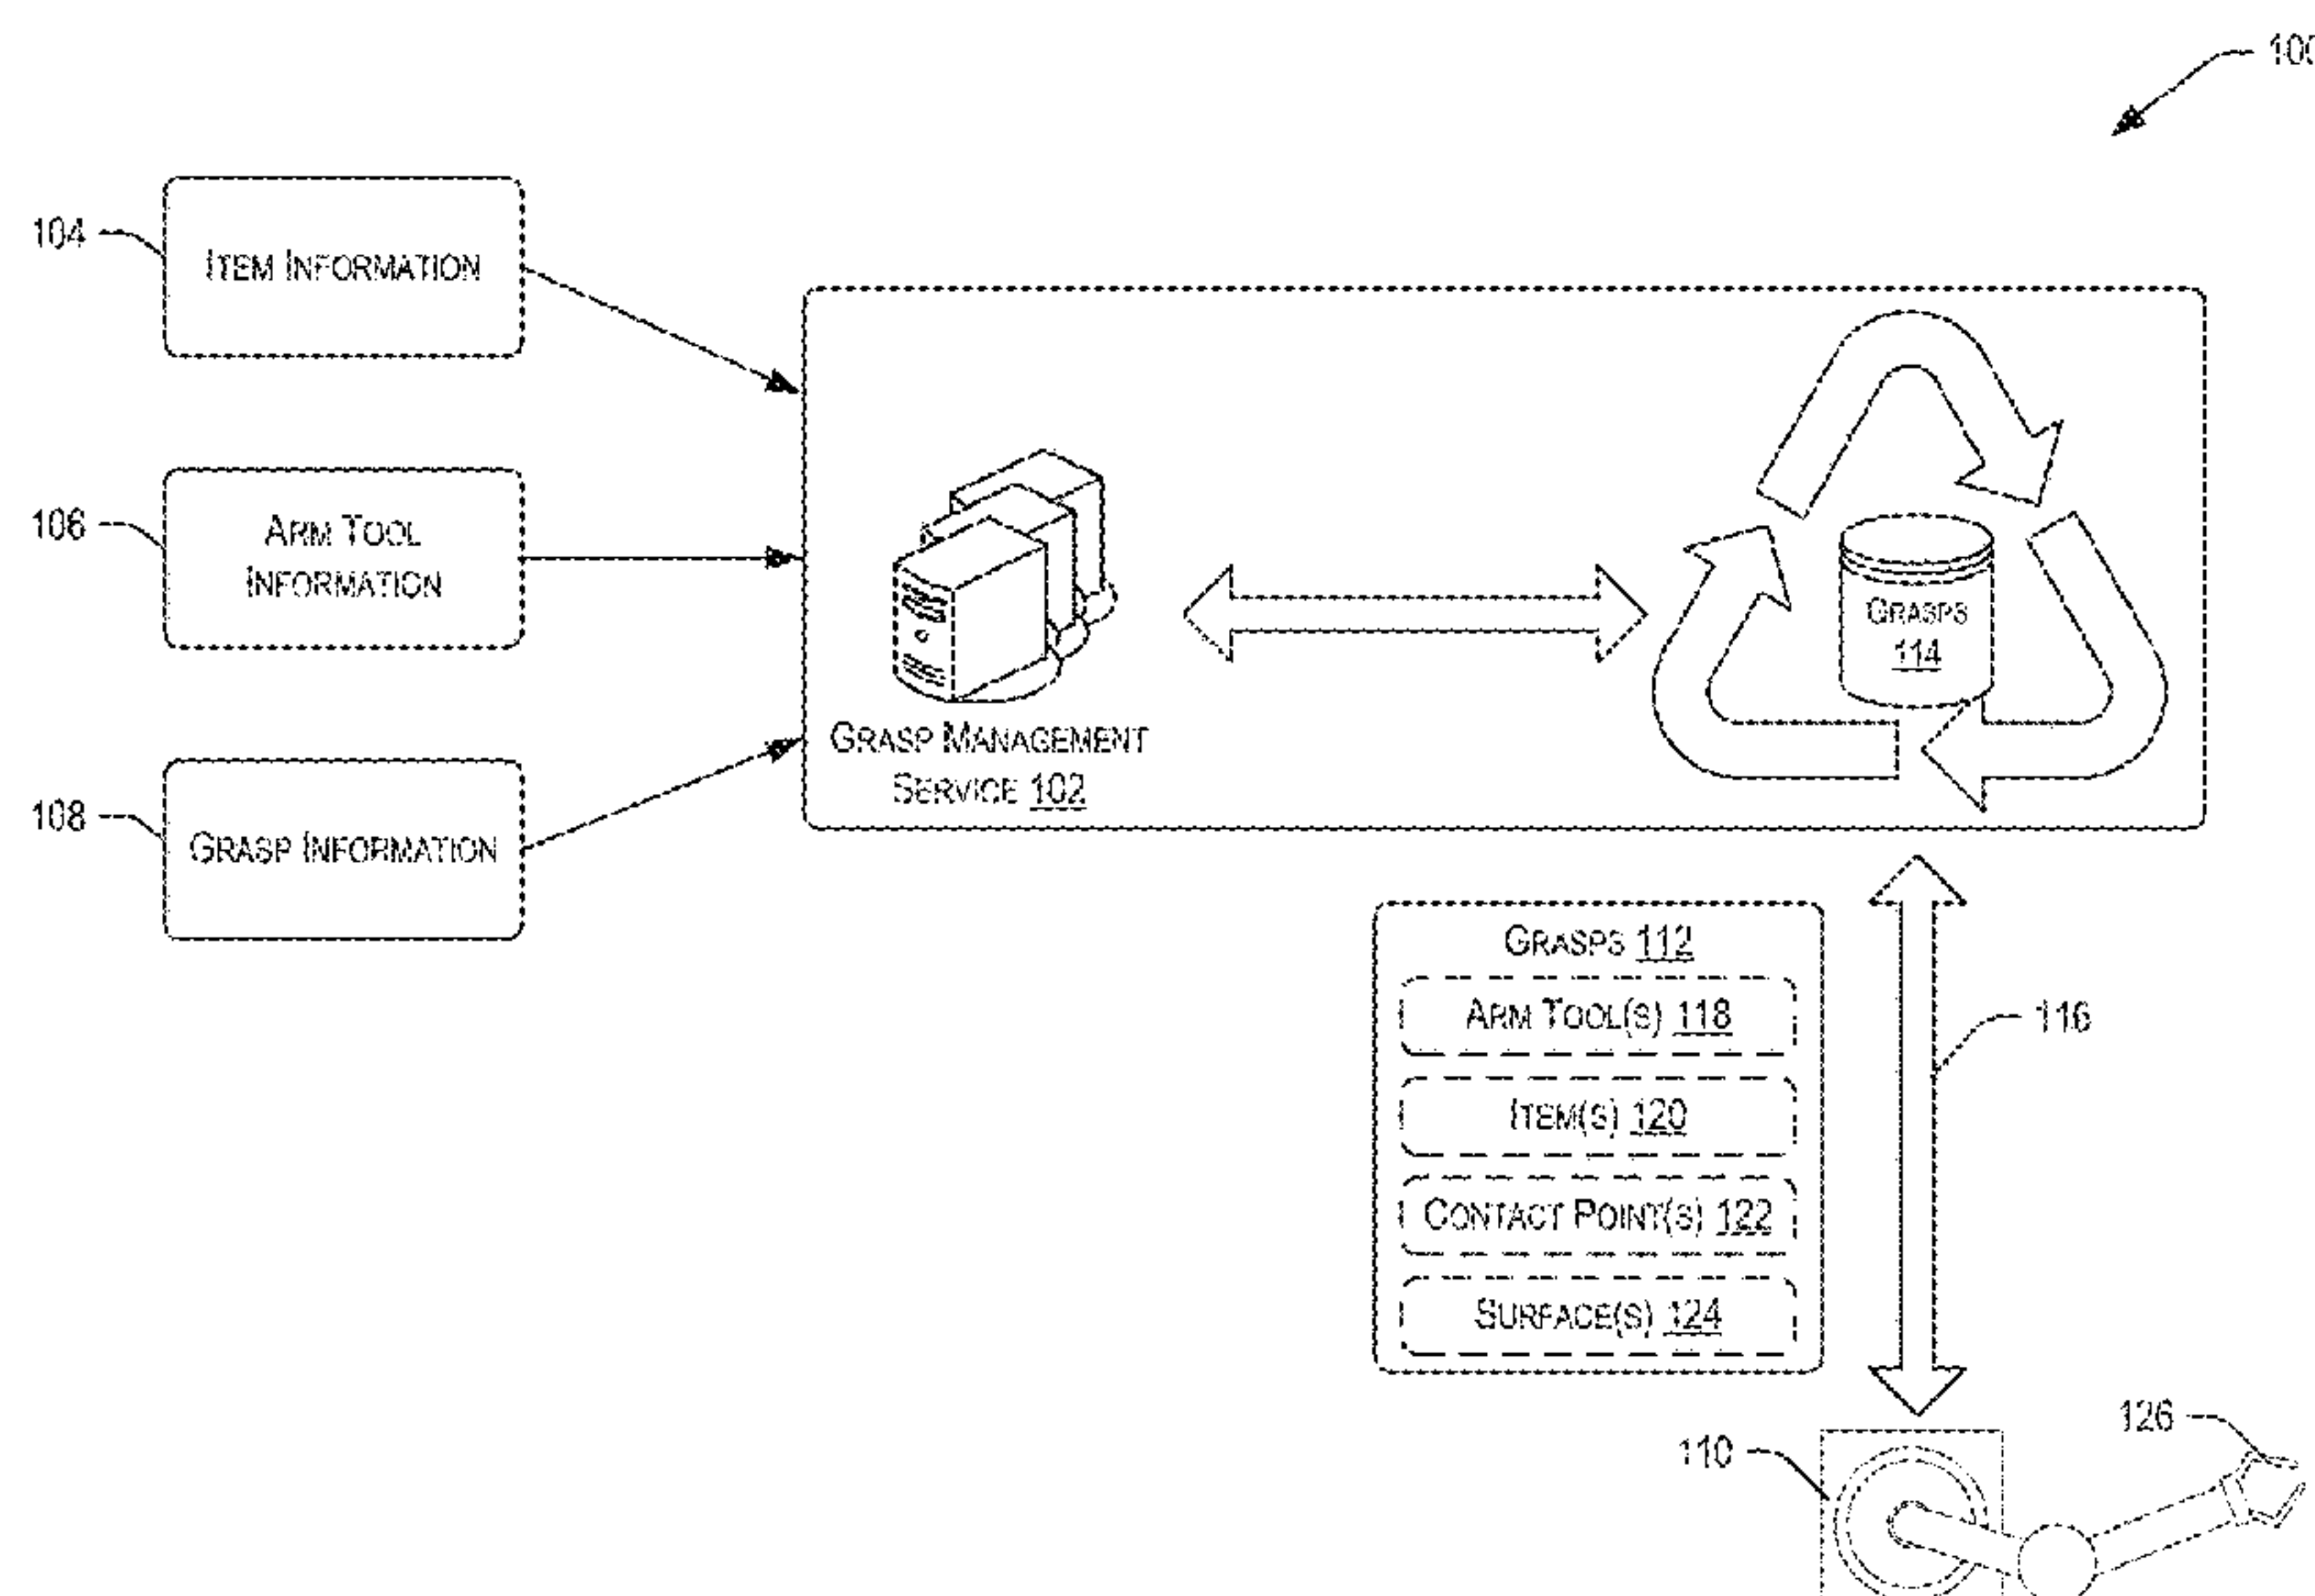 100
104
ITEM INFORMATION
106
ARM TOOL
INFORMATION
GRASPS
114
GRASP MANAGEMENT
SERVICE 102
108
GRASP INFORMATION
GRASPS 112
ARM TOOL(S) 118
116
ITEM(S) 120
CONTACT POINT(S) 122
SURFACE(S) 124
126
110